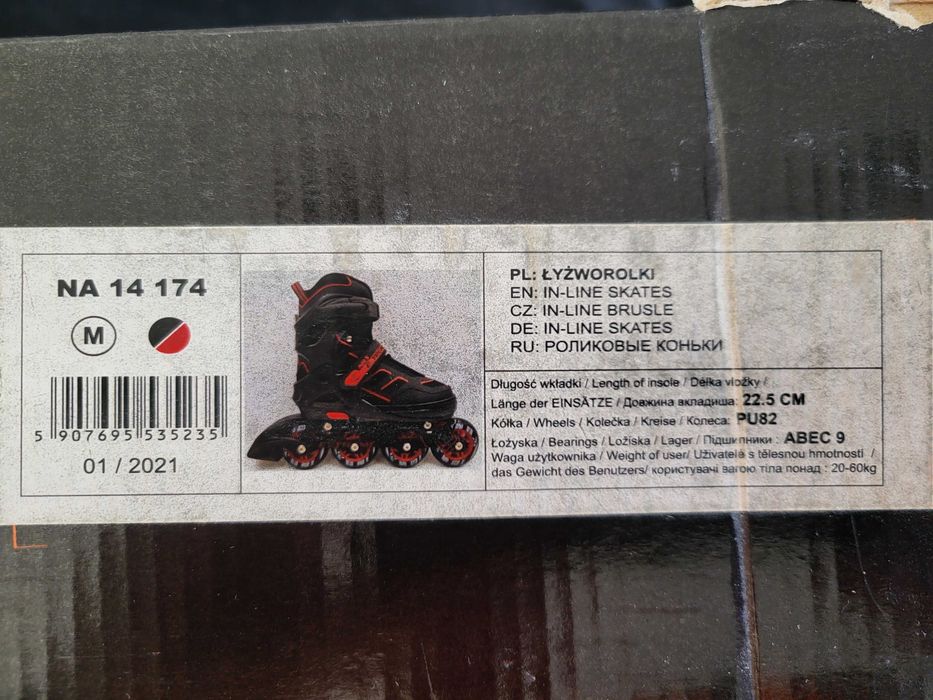 NA 14 174
M
5 907695 535235
01 / 2021
PL: ŁYŻWOROLKI
EN: IN-LINE SKATES
CZ: IN-LINE BRUSLE
DE: IN-LINE SKATES
RU: РОЛИКОВЫЕ КОНЬКИ
Długość wkładki / Length of insole / Délka vložky /
Länge der EINSÄTZE / Довжина вкладиша: 22.5 CM
Kółka / Wheels / Kolečka / Kreise / Колеса: PU82
Łożyska / Bearings / Ložiska / Lager / Підшипники : ABEC 9
Waga użytkownika / Weight of user/ Uživatele s tělesnou hmotnosti /
das Gewicht des Benutzers/ користувачі вагою тіла понад : 20-60kg